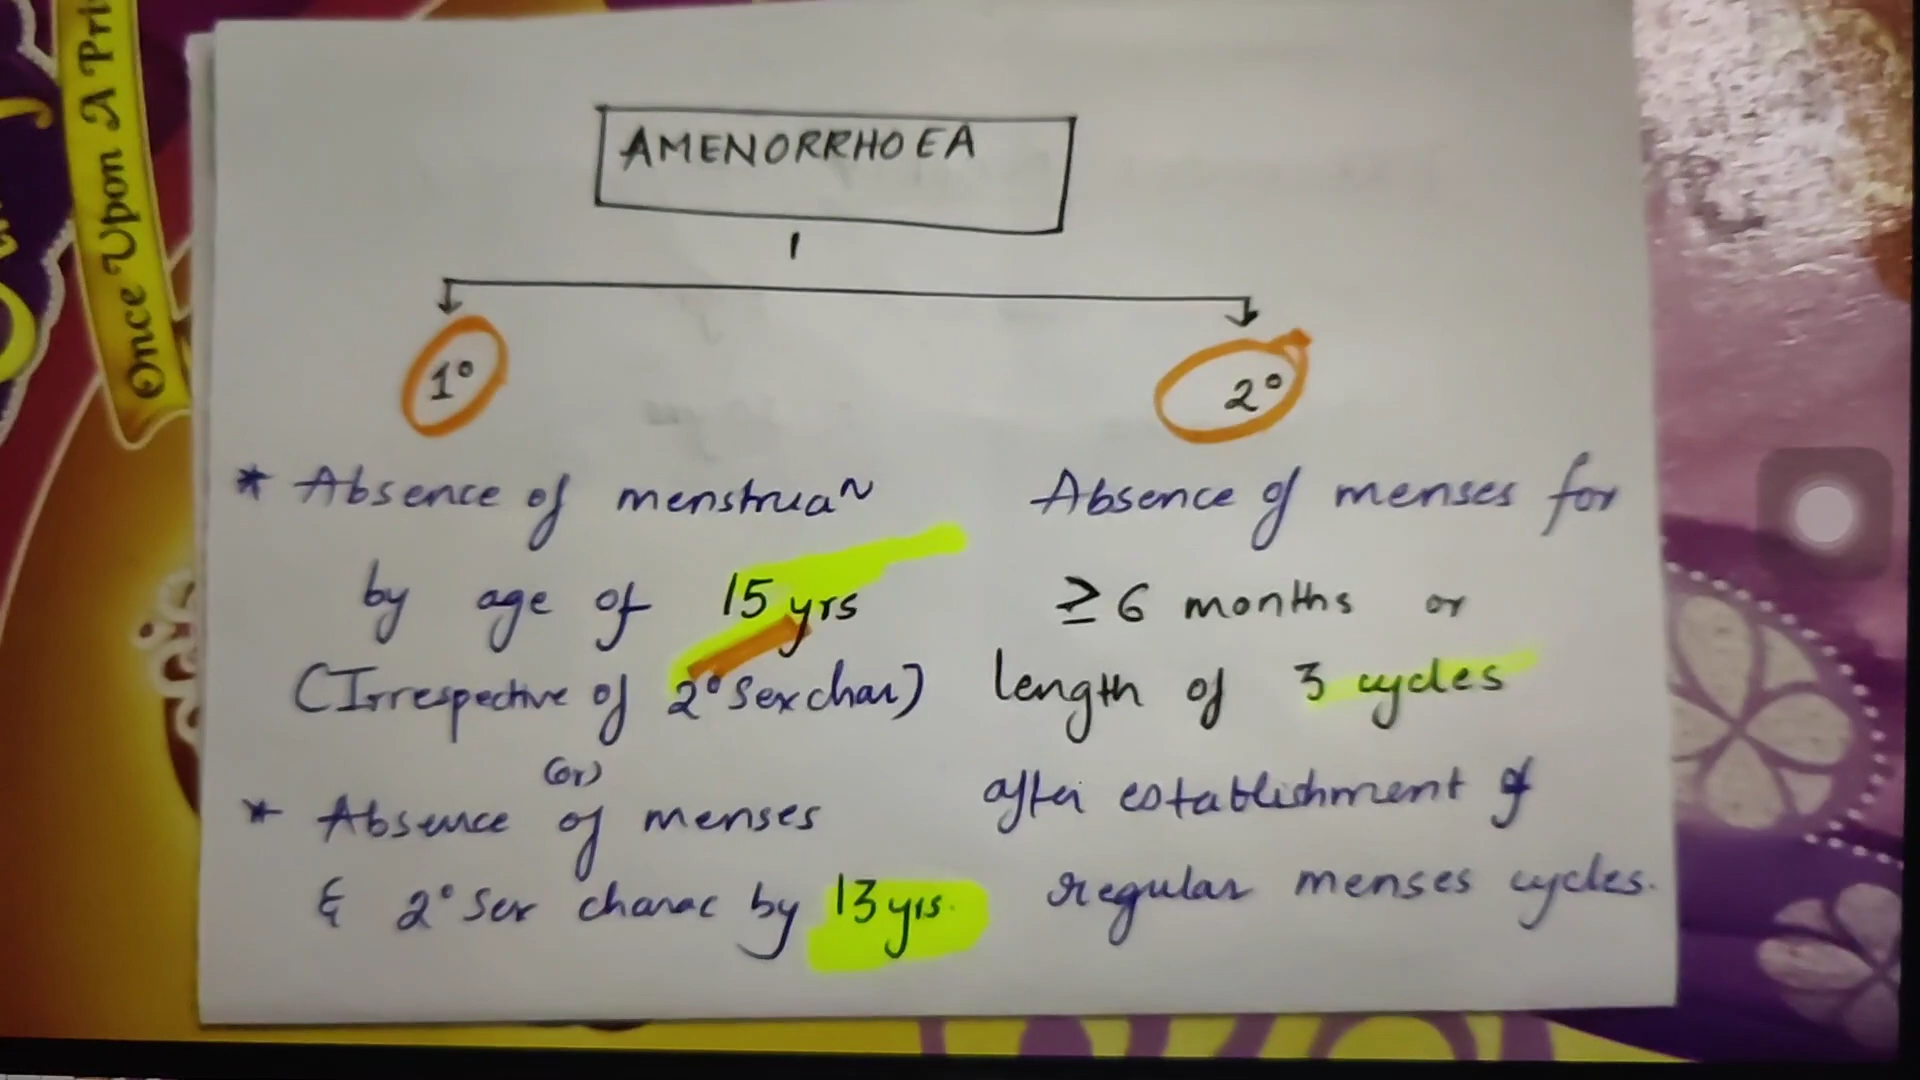 Once Upon A Pri
AMENORRHOEA
1°
2°
* Absence of menstrua~
by age of 15 yrs
(Irrespective of 2° Sex char)
(or)
* Absence of menses
& 2° Sex charac by 13 yrs.
Absence of menses for
≥ 6 months or
length of 3 cycles
after establishment of
regular menses cycles.